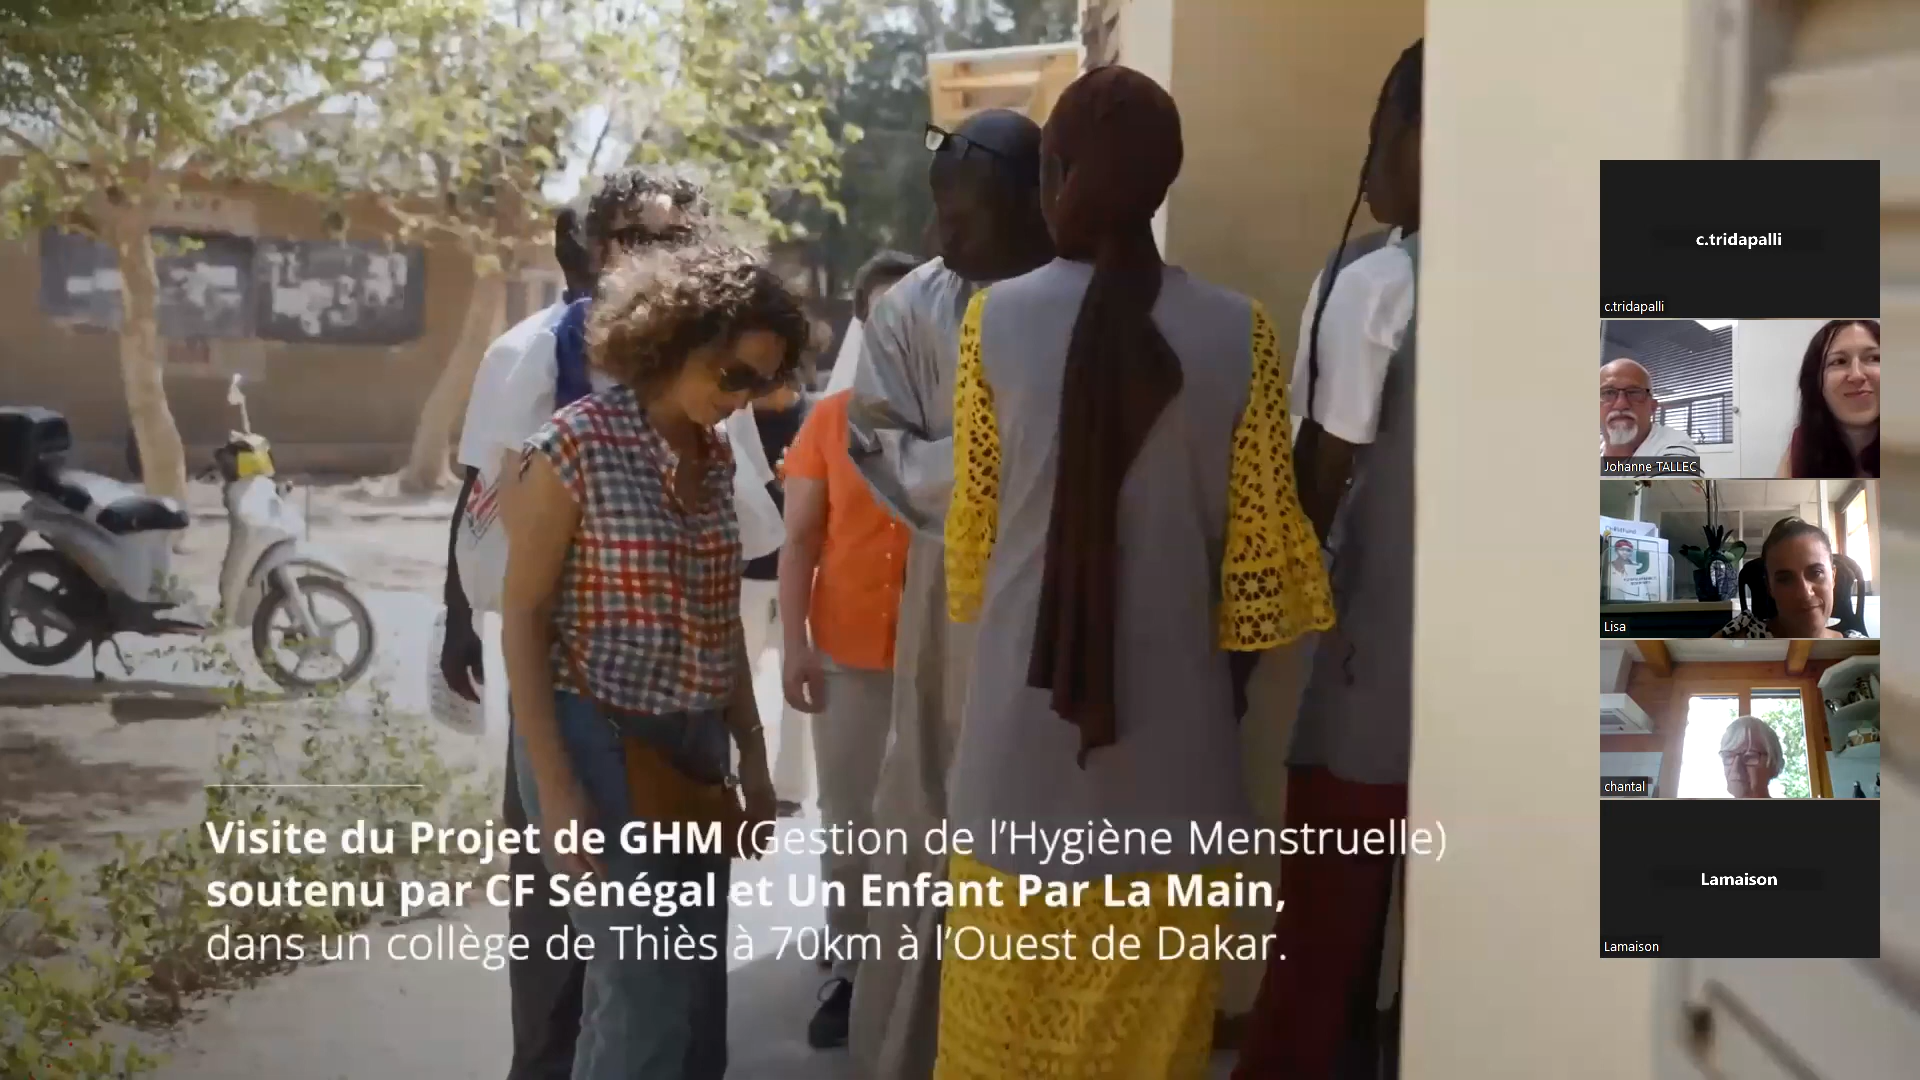 Visite du Projet de GHM (Gestion de l'Hygiène Menstruelle)
soutenu par CF Sénégal et Un Enfant Par La Main,
dans un collège de Thiès à 70km à l'Ouest de Dakar.
c.tridapalli
c.tridapalli
Johanne TALLEC
Lisa
chantal
Lamaison
Lamaison